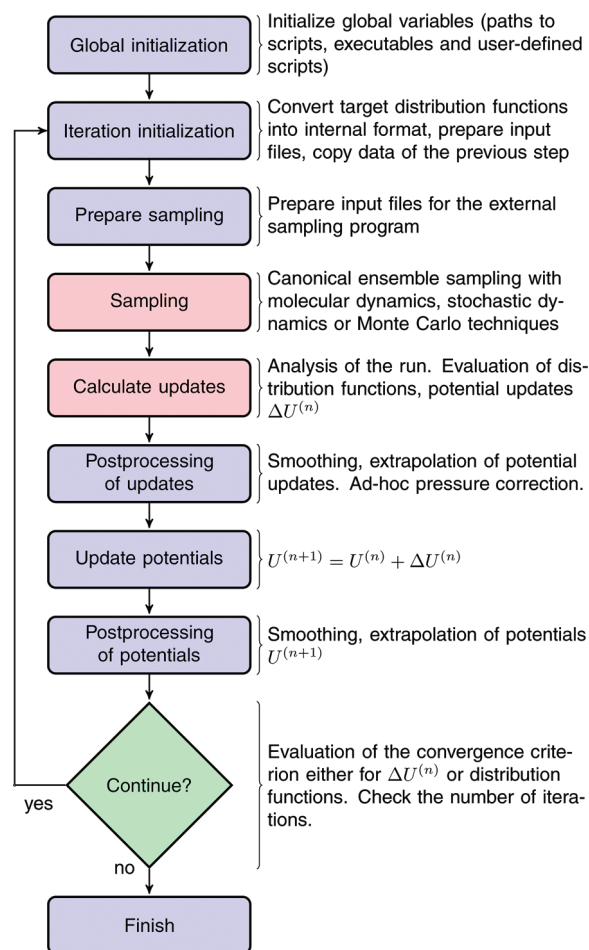 Global initialization
Initialize global variables (paths to
scripts, executables and user-defined
scripts)
Iteration initialization
Convert target distribution functions
into internal format, prepare input
files, copy data of the previous step
Prepare sampling
Prepare input files for the external
sampling program
Sampling
Canonical ensemble sampling with
molecular dynamics, stochastic dy-
namics or Monte Carlo techniques
Calculate updates
Analysis of the run. Evaluation of dis-
tribution functions, potential updates
ΔU⁽ⁿ⁾
Postprocessing
of updates
Smoothing, extrapolation of potential
updates. Ad-hoc pressure correction.
Update potentials
U⁽ⁿ⁺¹⁾ = U⁽ⁿ⁾ + ΔU⁽ⁿ⁾
Postprocessing
of potentials
Smoothing, extrapolation of potentials
U⁽ⁿ⁺¹⁾
Continue?
Evaluation of the convergence crite-
rion either for ΔU⁽ⁿ⁾ or distribution
functions. Check the number of itera-
tions.
yes
no
Finish